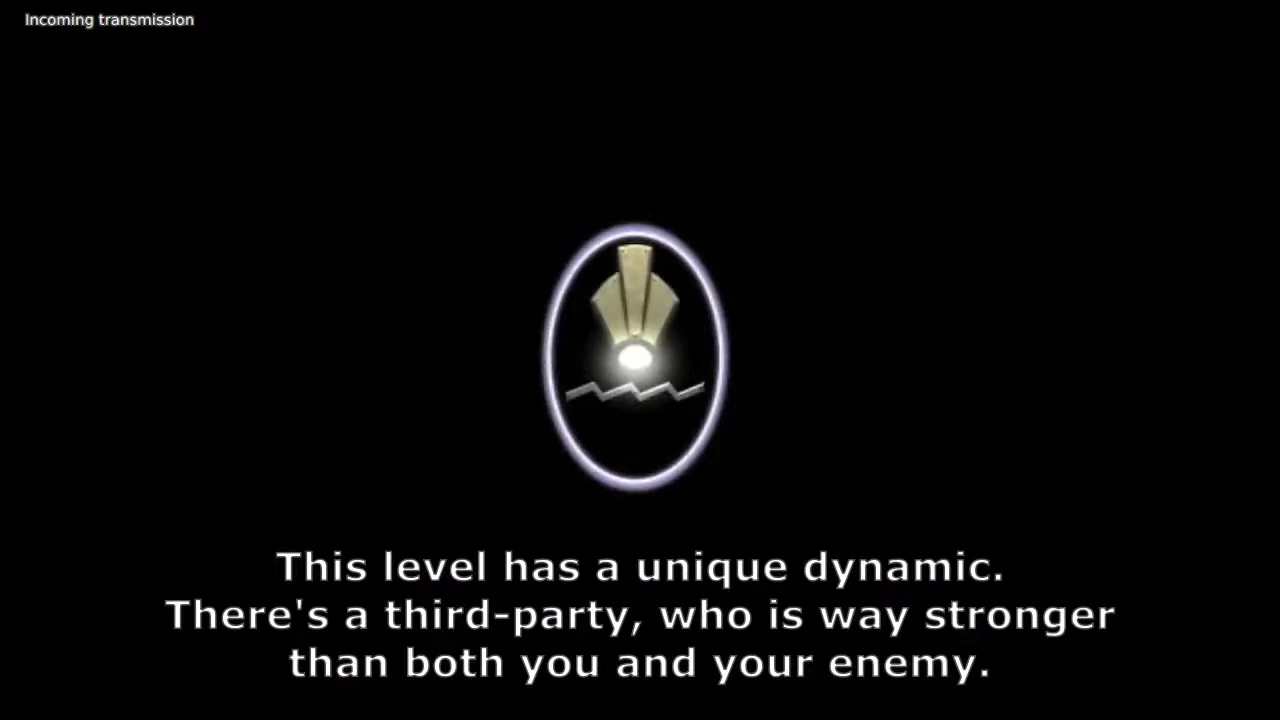 Incoming transmission
This level has a unique dynamic.
There's a third-party, who is way stronger
than both you and your enemy.